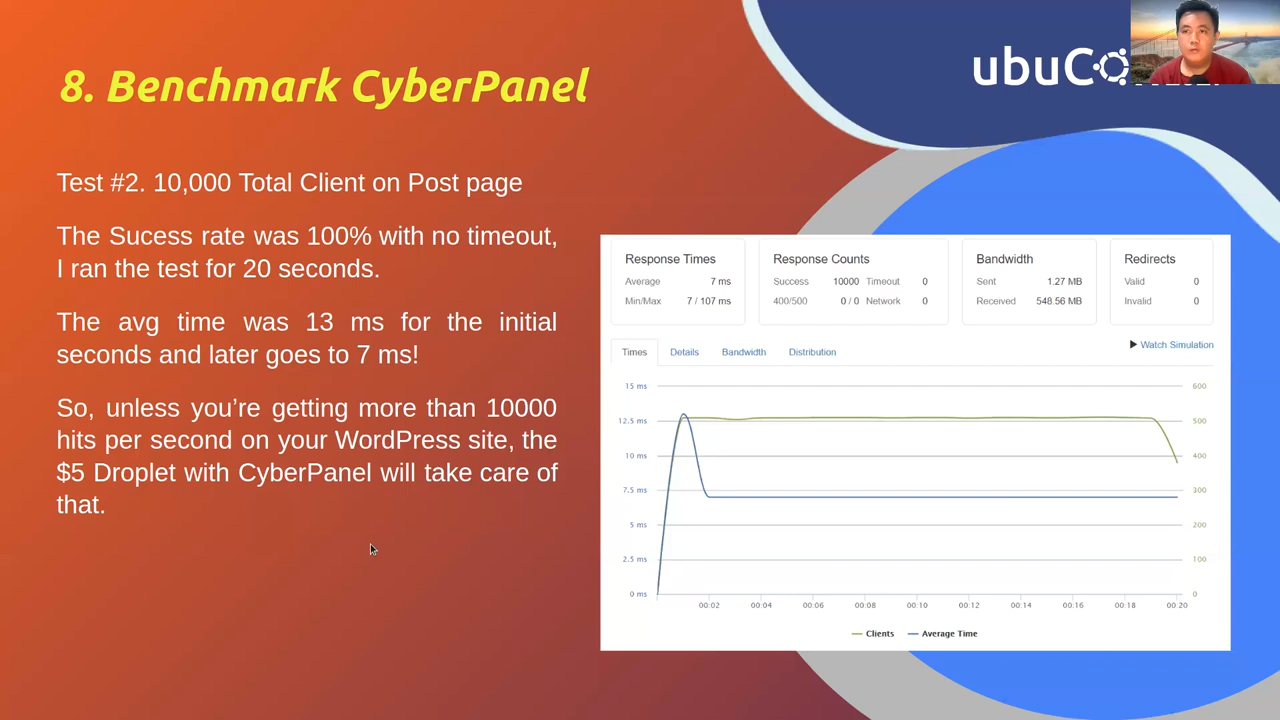 8. Benchmark CyberPanel
ubuC
Test #2. 10,000 Total Client on Post page
The Sucess rate was 100% with no timeout,
I ran the test for 20 seconds.
The avg time was 13 ms for the initial
seconds and later goes to 7 ms!
So, unless you’re getting more than 10000
hits per second on your WordPress site, the
$5 Droplet with CyberPanel will take care of
that.
Response Times
Average 7 ms
Min/Max 7 / 107 ms
Response Counts
Success 10000 Timeout 0
400/500 0 / 0 Network 0
Bandwidth
Sent 1.27 MB
Received 548.56 MB
Redirects
Valid 0
Invalid 0
Times Details Bandwidth Distribution
Watch Simulation
15 ms 600
12.5 ms 500
10 ms 400
7.5 ms 300
5 ms 200
2.5 ms 100
0 ms 0
00:02 00:04 00:06 00:08 00:10 00:12 00:14 00:16 00:18 00:20
Clients Average Time